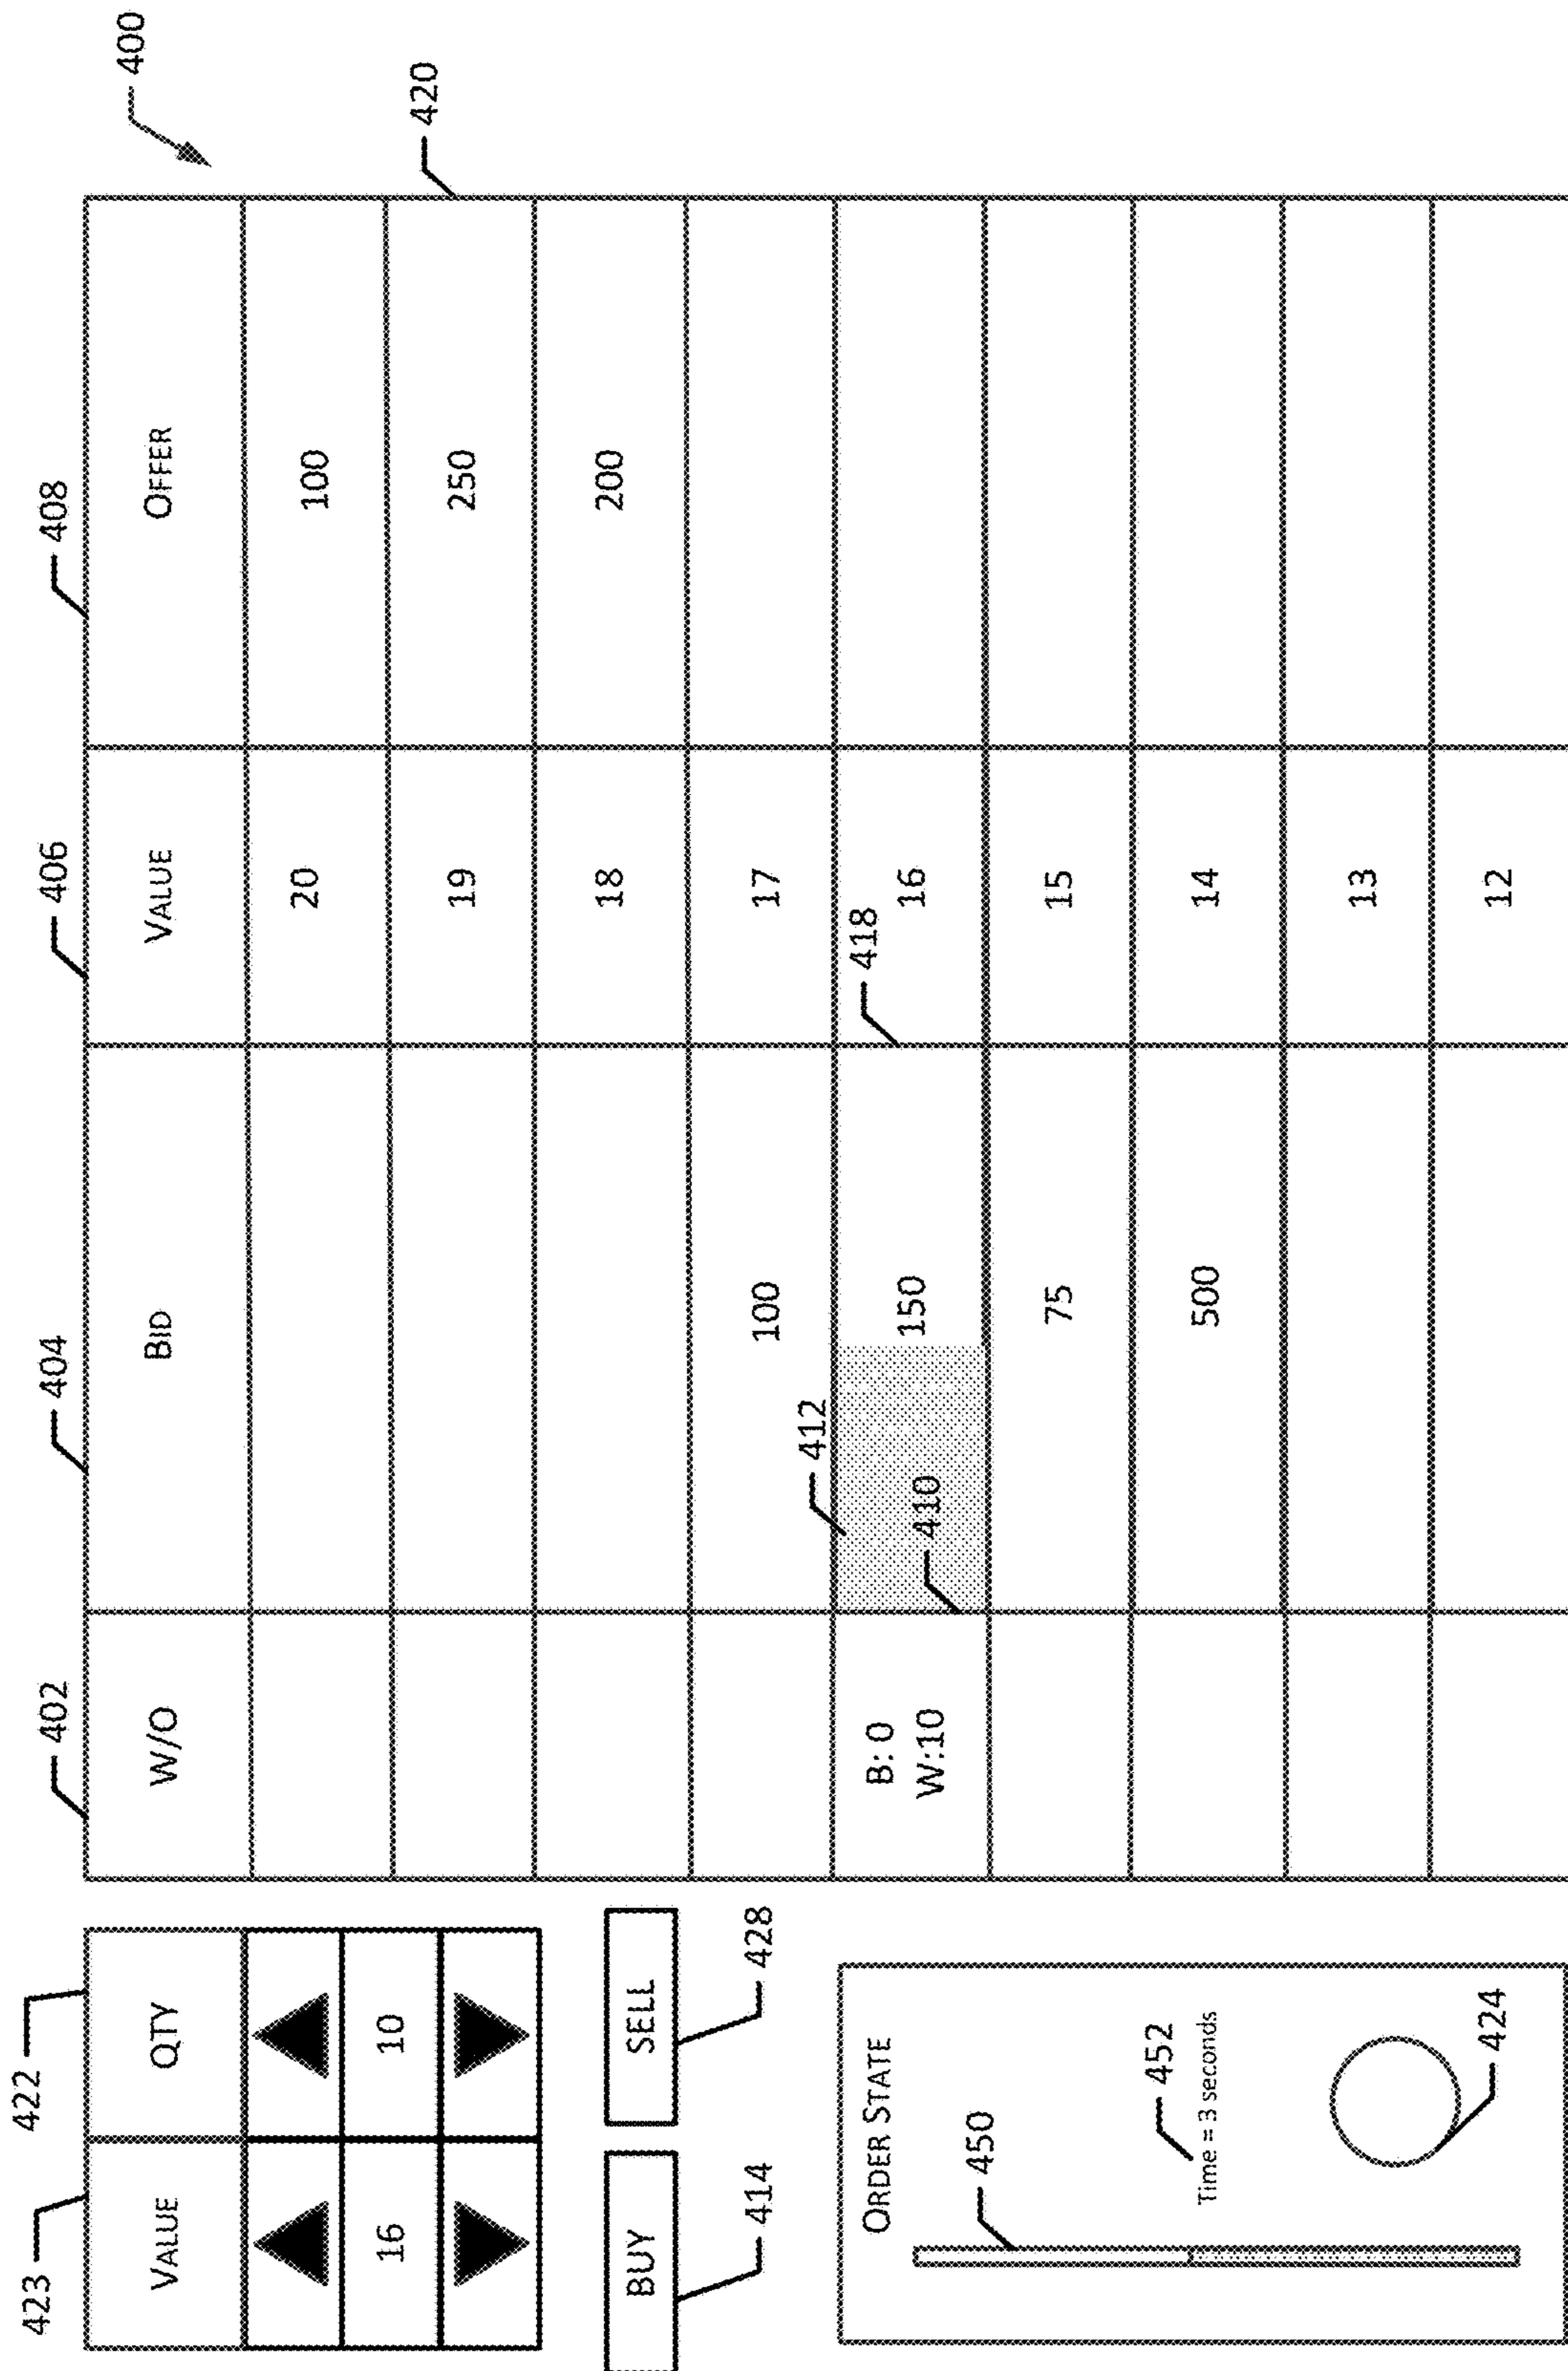 400
423
422
402
404
406
408
VALUE
QTY
W/O
BID
VALUE
OFFER
20
100
420
16
10
19
250
18
200
BUY
SELL
100
17
414
428
412
418
B: 0
W:10
410
150
16
ORDER STATE
450
75
15
452
Time = 3 seconds
500
14
13
424
12